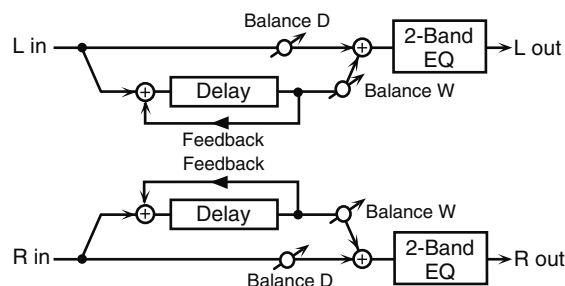 Balance D
L in
2-Band
EQ
L out
Delay
Balance W
Feedback
Feedback
Delay
Balance W
R in
2-Band
EQ
R out
Balance D